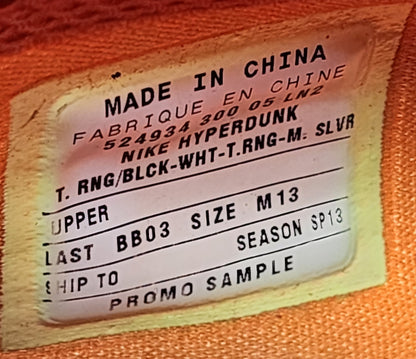 MADE IN CHINA
FABRIQUE EN CHINE
524934 300 05 LN2
NIKE HYPERDUNK
T. RNG/BLCK-WHT-T.RNG-M. SLVR
UPPER
LAST BB03 SIZE M13
SHIP TO SEASON SP13
PROMO SAMPLE